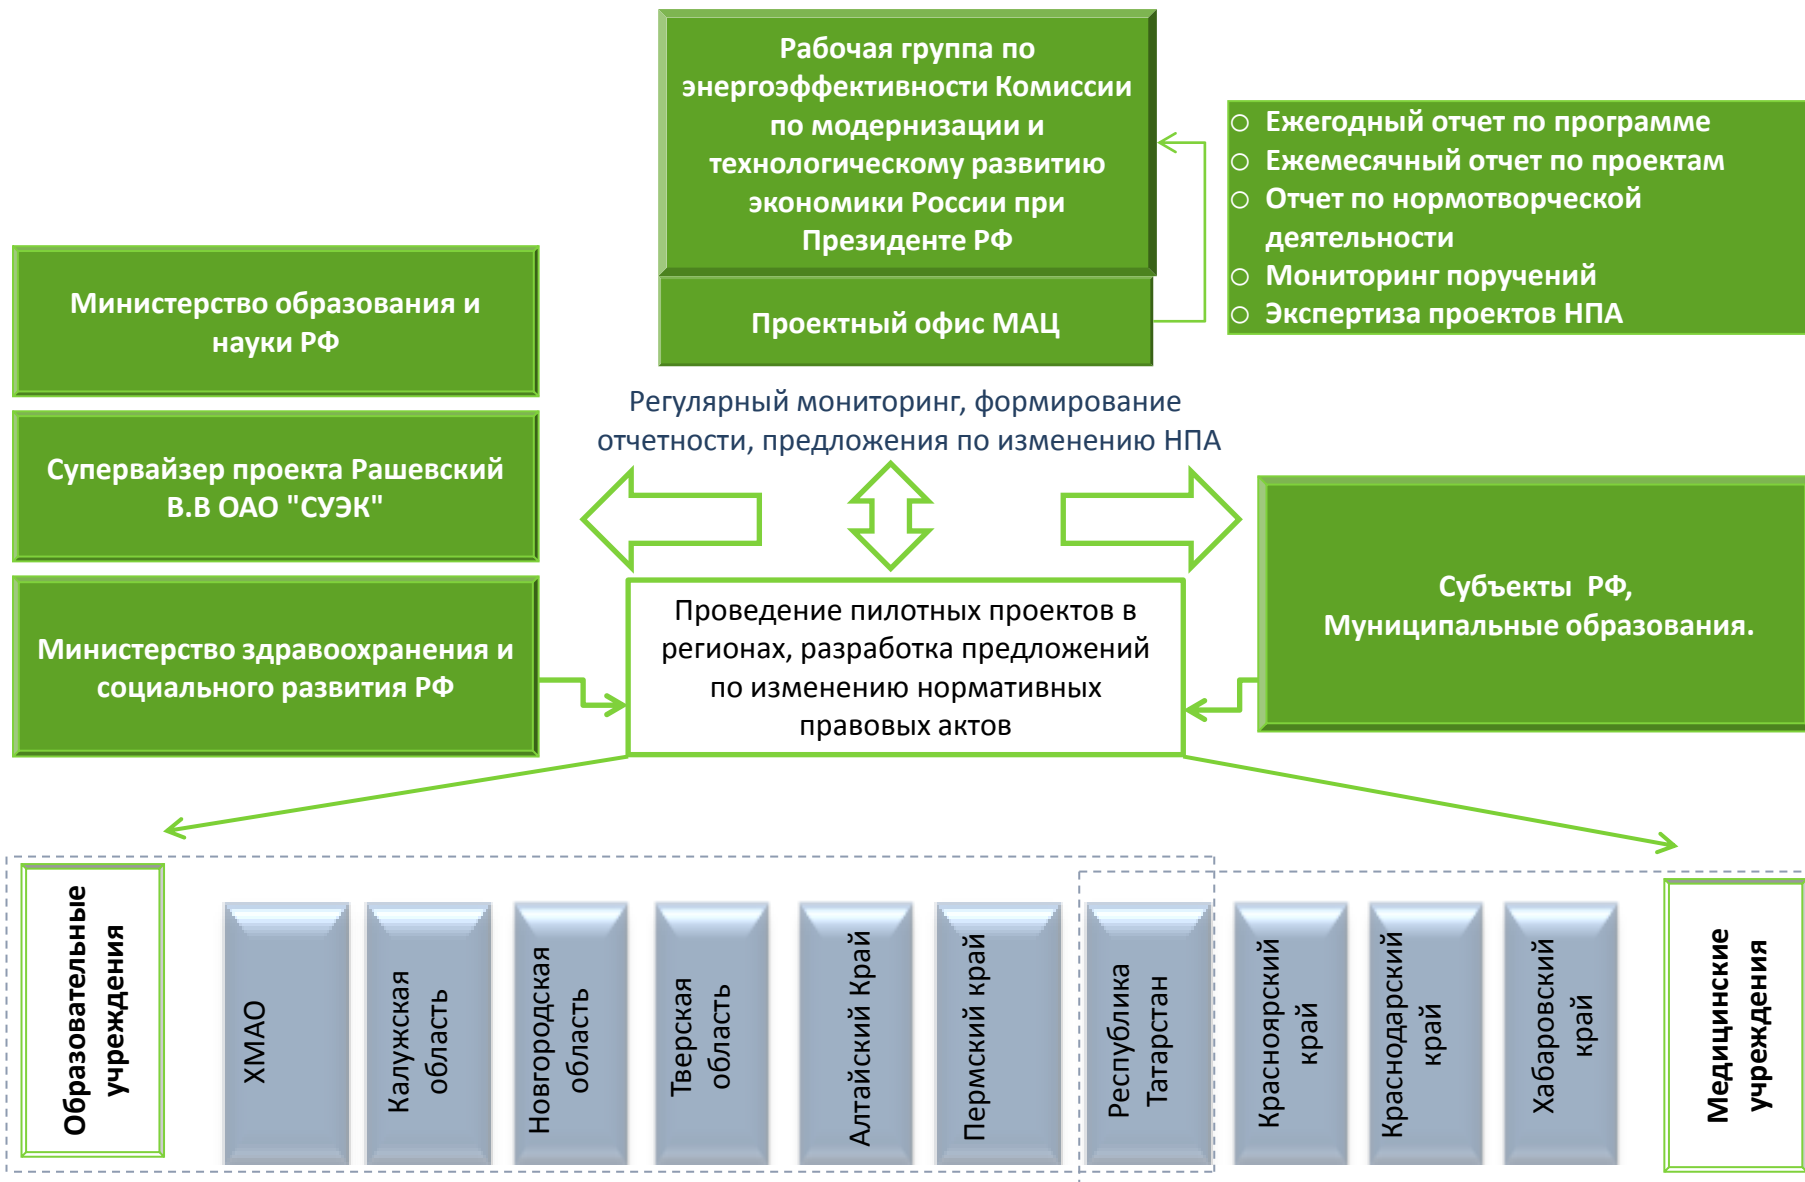 Рабочая группа по
энергоэффективности Комиссии
по модернизации и
технологическому развитию
экономики России при
Президенте РФ
Проектный офис МАЦ
Ежегодный отчет по программе
Ежемесячный отчет по проектам
Отчет по нормотворческой
деятельности
Мониторинг поручений
Экспертиза проектов НПА
Министерство образования и
науки РФ
Супервайзер проекта Рашевский
В.В ОАО "СУЭК"
Министерство здравоохранения и
социального развития РФ
Регулярный мониторинг, формирование
отчетности, предложения по изменению НПА
Проведение пилотных проектов в
регионах, разработка предложений
по изменению нормативных
правовых актов
Субъекты РФ,
Муниципальные образования.
Образовательные
учреждения
ХМАО
Калужская
область
Новгородская
область
Тверская
область
Алтайский Край
Пермский край
Республика
Татарстан
Красноярский
край
Краснодарский
край
Хабаровский
край
Медицинские
учреждения